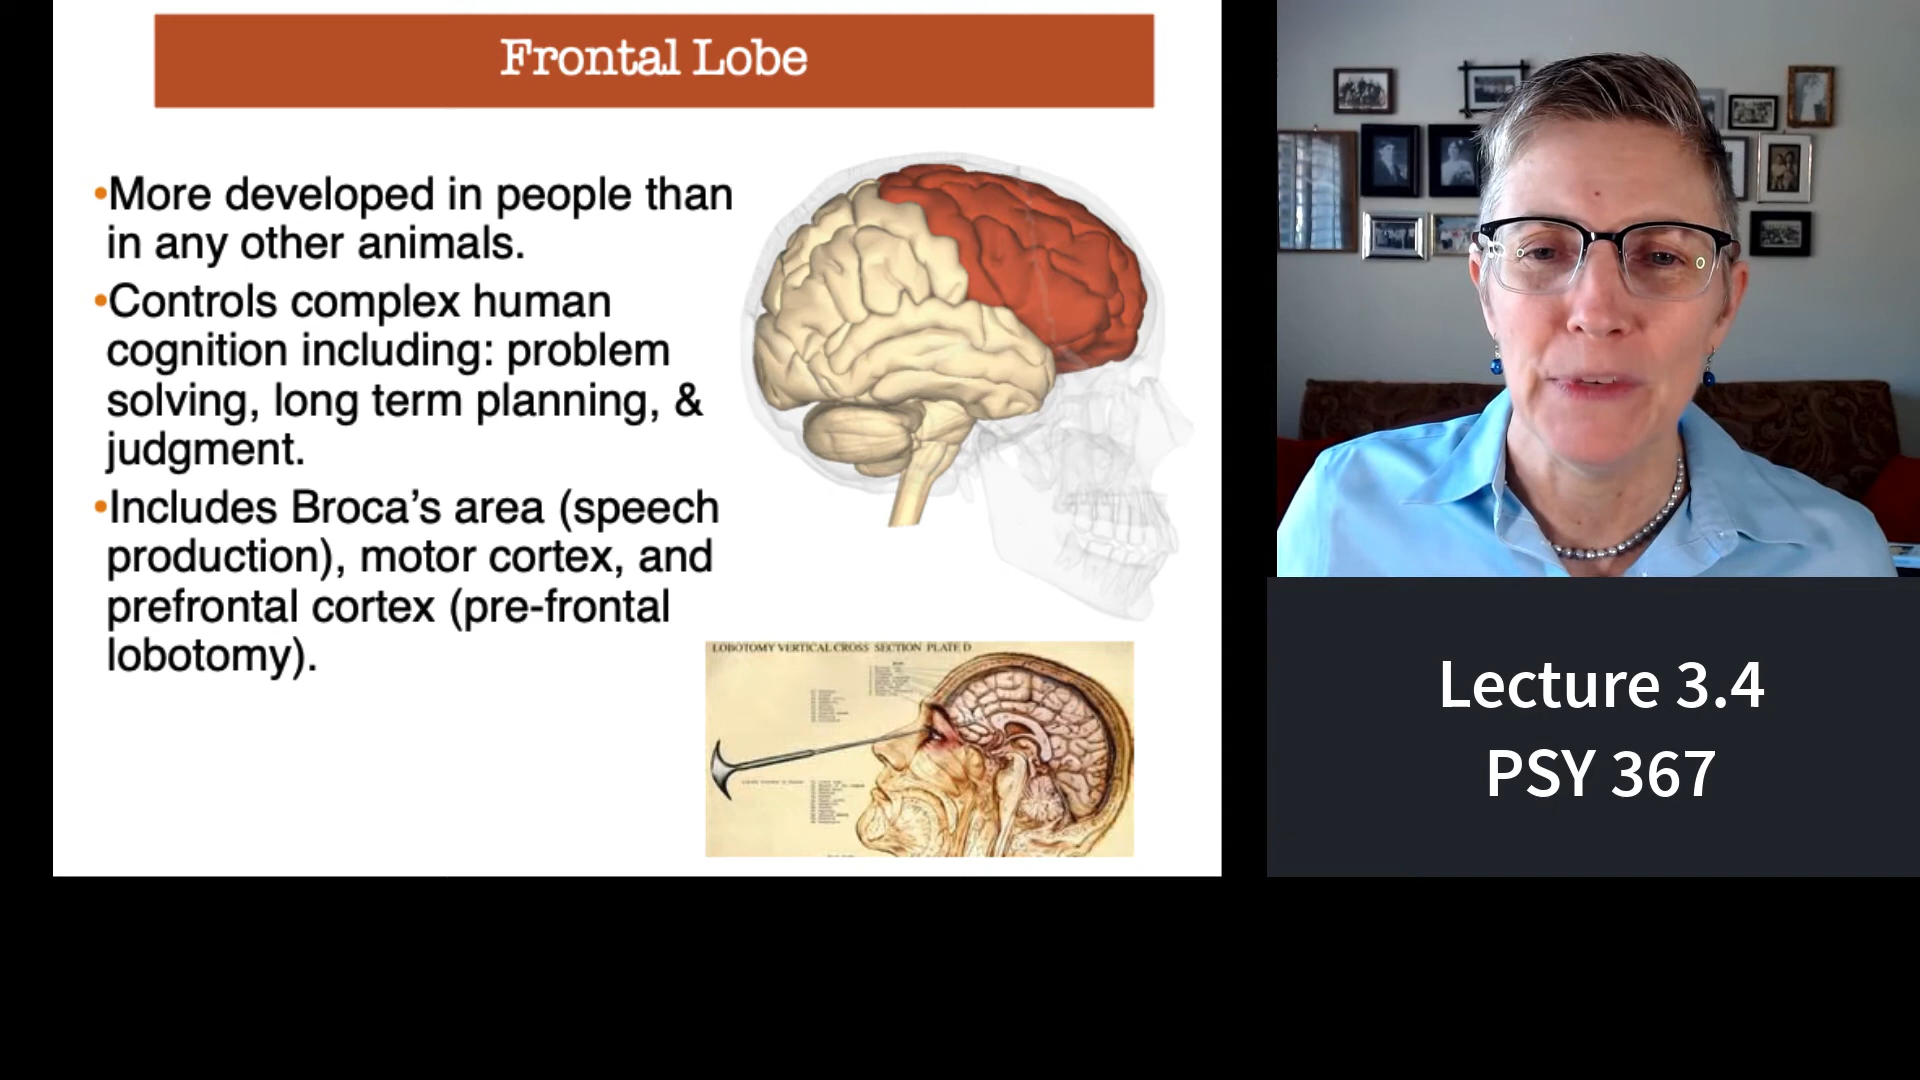 Frontal Lobe
•More developed in people than
in any other animals.
•Controls complex human
cognition including: problem
solving, long term planning, &
judgment.
•Includes Broca’s area (speech
production), motor cortex, and
prefrontal cortex (pre-frontal
lobotomy).
LOBOTOMY VERTICAL CROSS SECTION PLATE D
Lecture 3.4
PSY 367